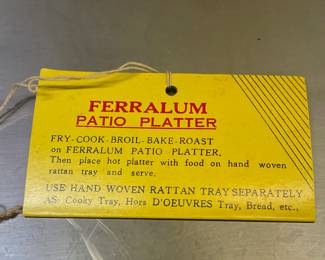 FERRALUM
PATIO PLATTER
FRY-COOK-BROIL-BAKE-ROAST
on FERRALUM PATIO PLATTER.
Then place hot platter with food on hand woven
rattan tray and serve.
USE HAND WOVEN RATTAN TRAY SEPARATELY
AS: Cooky Tray, Hors D'OEUVRES Tray, Bread, etc.,